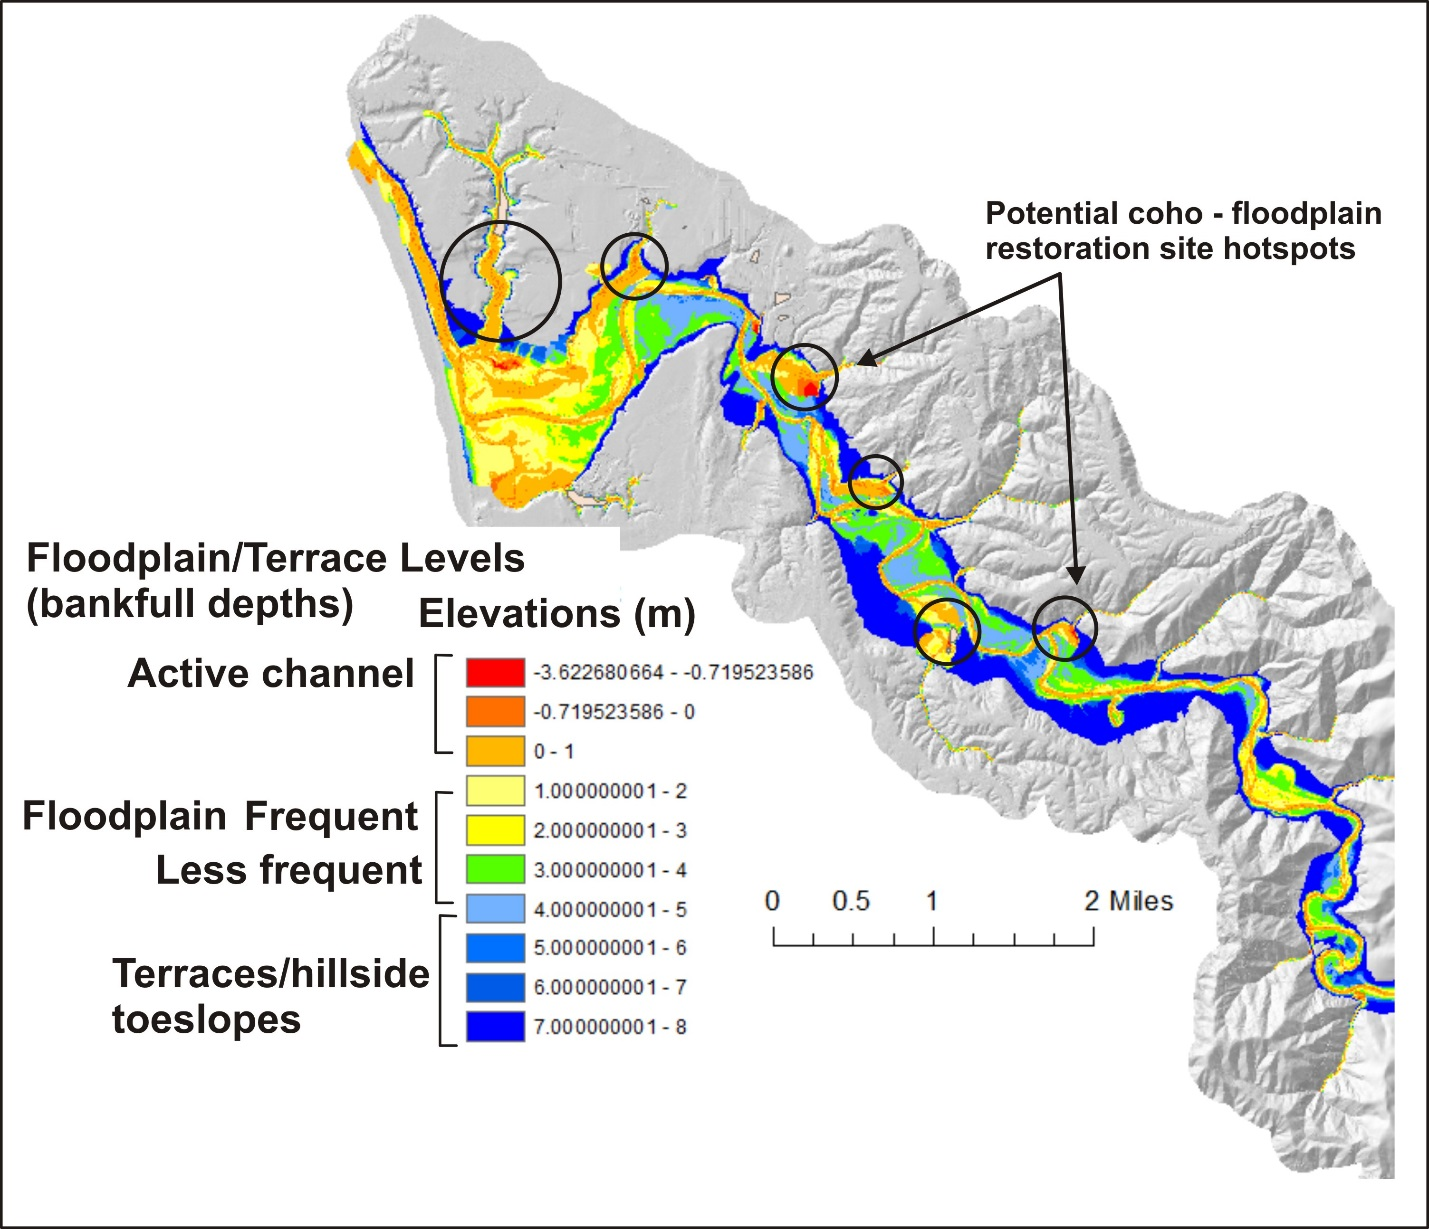 Potential coho - floodplain
restoration site hotspots
Floodplain/Terrace Levels
(bankfull depths)
Elevations (m)
Active channel
-3.622680664 - -0.719523586
-0.719523586 - 0
0 - 1
1.000000001 - 2
Floodplain Frequent
2.000000001 - 3
Less frequent
3.000000001 - 4
4.000000001 - 5
5.000000001 - 6
Terraces/hillside
toeslopes
6.000000001 - 7
7.000000001 - 8
0 0.5 1 2 Miles